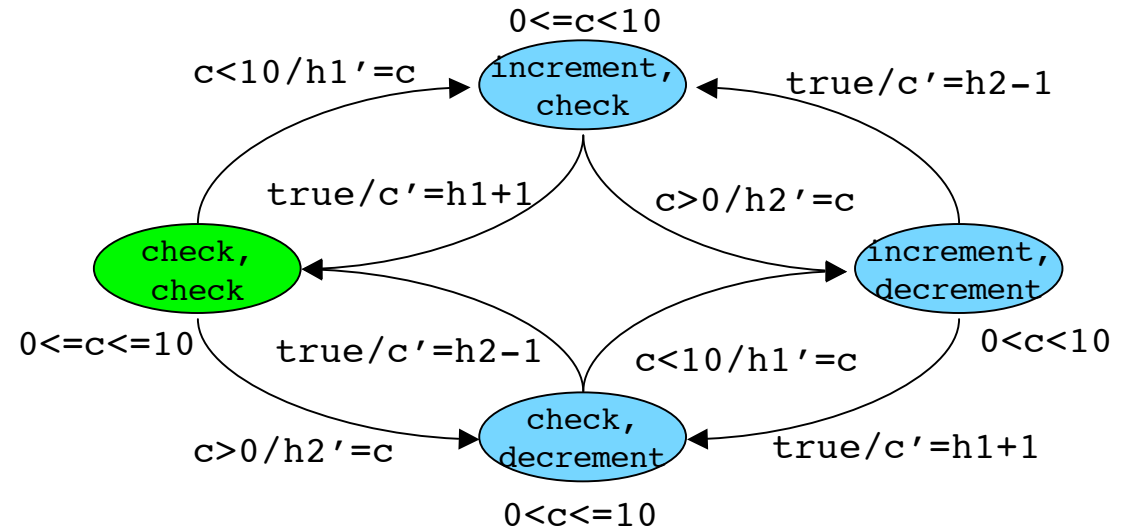 0<=c<10
c<10/h1'=c
increment,
check
true/c'=h2-1
true/c'=h1+1
c>0/h2'=c
check,
check
increment,
decrement
0<=c<=10
true/c'=h2-1
c<10/h1'=c
0<c<10
c>0/h2'=c
check,
decrement
true/c'=h1+1
0<c<=10